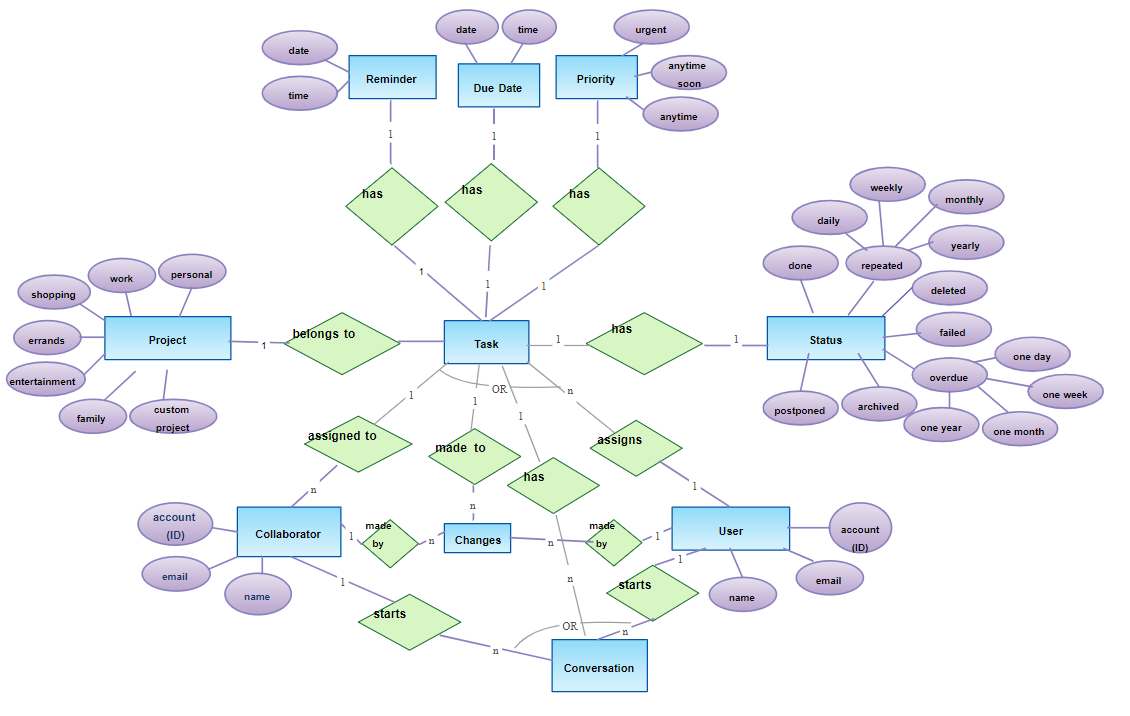 date
time
urgent
date
Reminder
Due Date
Priority
anytime
soon
time
anytime
1
1
1
has
has
has
weekly
monthly
daily
yearly
done
repeated
deleted
1
1
1
personal
work
shopping
errands
entertainment
family
custom
project
Project
1
belongs to
Task
1
has
1
Status
failed
overdue
one day
one week
one month
one year
archived
postponed
OR
1
1
1
n
assigned to
made to
has
assigns
n
n
1
account
(ID)
email
name
Collaborator
1
made
by
n
Changes
n
made
by
1
User
account
(ID)
email
name
1
starts
n
n
1
starts
n
OR
Conversation